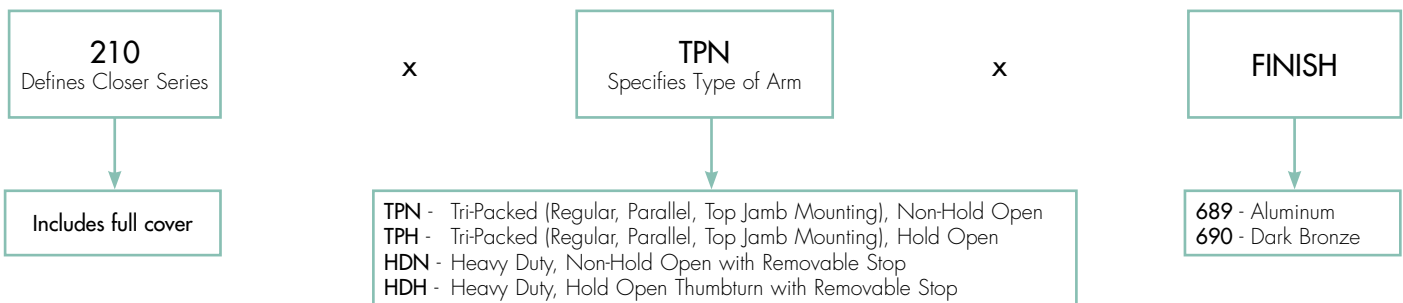 210
Defines Closer Series
x
TPN
Specifies Type of Arm
x
FINISH
Includes full cover
TPN - Tri-Packed (Regular, Parallel, Top Jamb Mounting), Non-Hold Open
TPH - Tri-Packed (Regular, Parallel, Top Jamb Mounting), Hold Open
HDN - Heavy Duty, Non-Hold Open with Removable Stop
HDH - Heavy Duty, Hold Open Thumbturn with Removable Stop
689 - Aluminum
690 - Dark Bronze